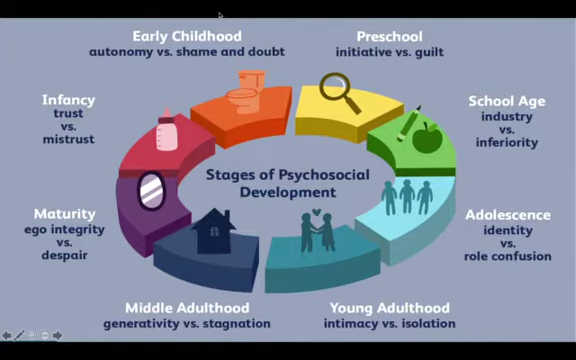 Early Childhood
autonomy vs. shame and doubt
Preschool
initiative vs. guilt
Infancy
trust
vs.
mistrust
School Age
industry
vs.
inferiority
Stages of Psychosocial
Development
Maturity
ego integrity
vs.
despair
Adolescence
identity
vs.
role confusion
Middle Adulthood
generativity vs. stagnation
Young Adulthood
intimacy vs. isolation